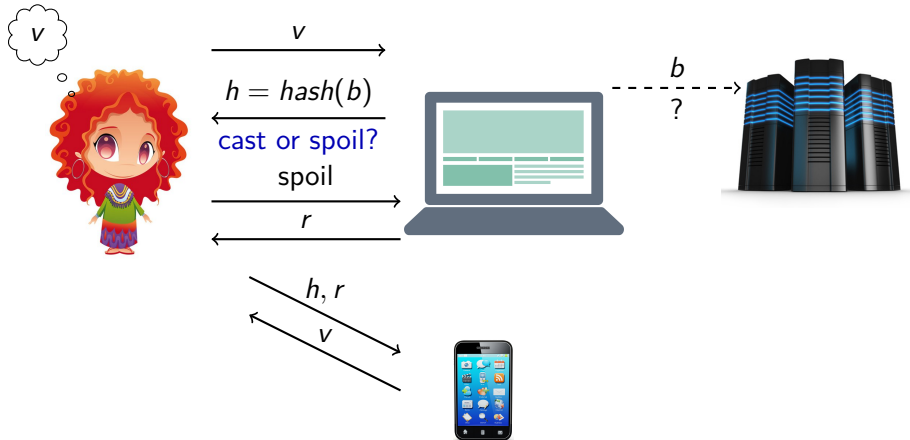 v
v
h = hash(b)
cast or spoil?
spoil
r
b
?
h, r
v